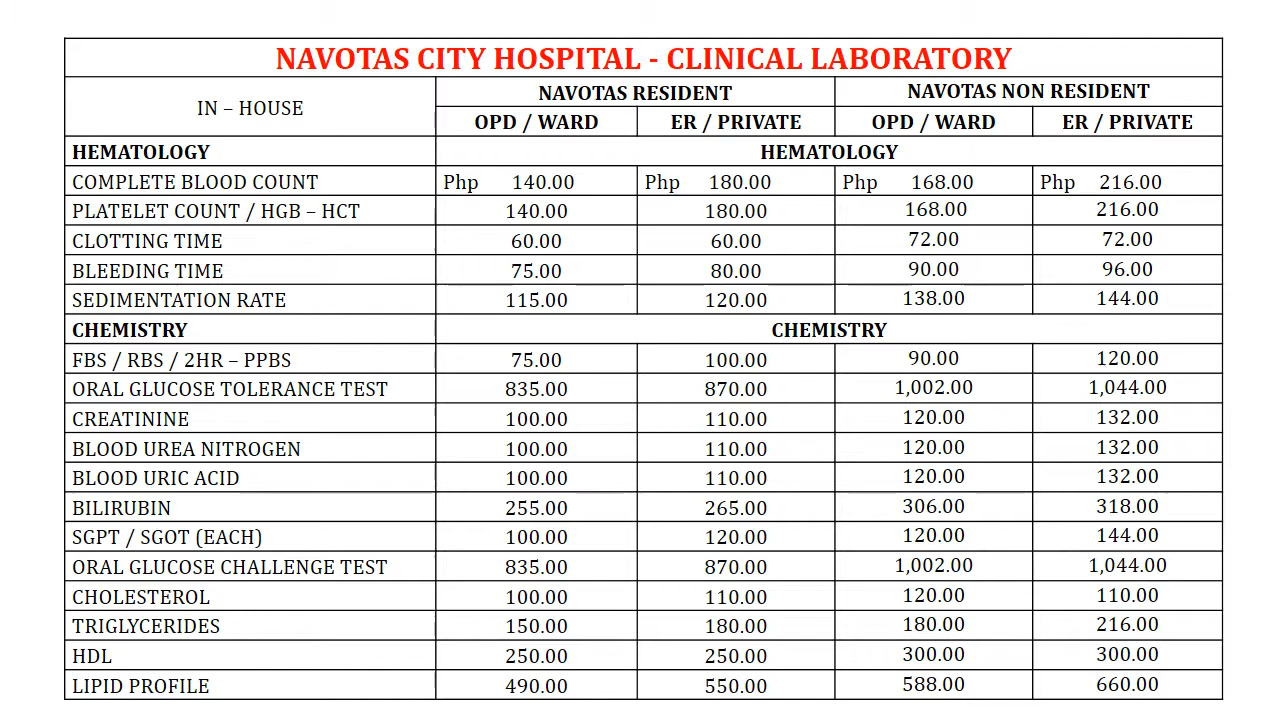 NAVOTAS CITY HOSPITAL - CLINICAL LABORATORY
IN – HOUSE NAVOTAS RESIDENT NAVOTAS NON RESIDENT
OPD / WARD ER / PRIVATE OPD / WARD ER / PRIVATE
HEMATOLOGY HEMATOLOGY
COMPLETE BLOOD COUNT Php 140.00 Php 180.00 Php 168.00 Php 216.00
PLATELET COUNT / HGB – HCT 140.00 180.00 168.00 216.00
CLOTTING TIME 60.00 60.00 72.00 72.00
BLEEDING TIME 75.00 80.00 90.00 96.00
SEDIMENTATION RATE 115.00 120.00 138.00 144.00
CHEMISTRY CHEMISTRY
FBS / RBS / 2HR – PPBS 75.00 100.00 90.00 120.00
ORAL GLUCOSE TOLERANCE TEST 835.00 870.00 1,002.00 1,044.00
CREATININE 100.00 110.00 120.00 132.00
BLOOD UREA NITROGEN 100.00 110.00 120.00 132.00
BLOOD URIC ACID 100.00 110.00 120.00 132.00
BILIRUBIN 255.00 265.00 306.00 318.00
SGPT / SGOT (EACH) 100.00 120.00 120.00 144.00
ORAL GLUCOSE CHALLENGE TEST 835.00 870.00 1,002.00 1,044.00
CHOLESTEROL 100.00 110.00 120.00 110.00
TRIGLYCERIDES 150.00 180.00 180.00 216.00
HDL 250.00 250.00 300.00 300.00
LIPID PROFILE 490.00 550.00 588.00 660.00